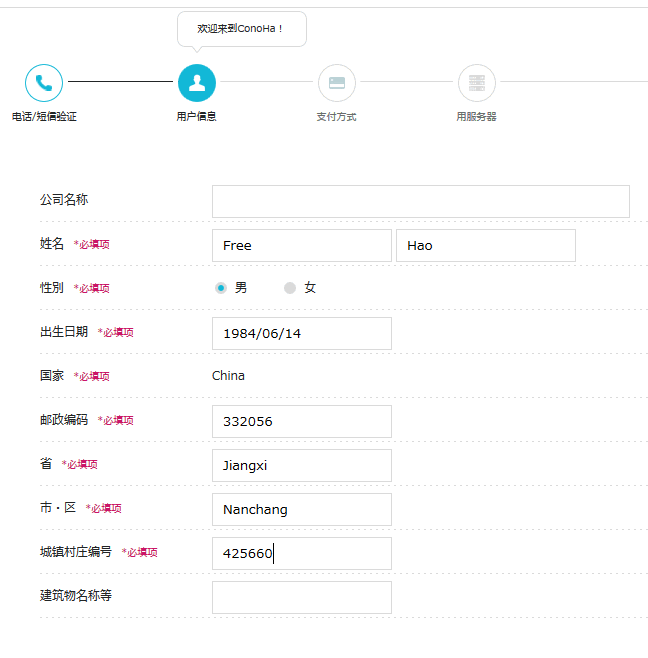 欢迎来到ConoHa！
电话/短信验证
用户信息
支付方式
用服务器
公司名称
姓名 *必填项 Free Hao
性别 *必填项 男 女
出生日期 *必填项 1984/06/14
国家 *必填项 China
邮政编码 *必填项 332056
省 *必填项 Jiangxi
市・区 *必填项 Nanchang
城镇村庄编号 *必填项 425660
建筑物名称等